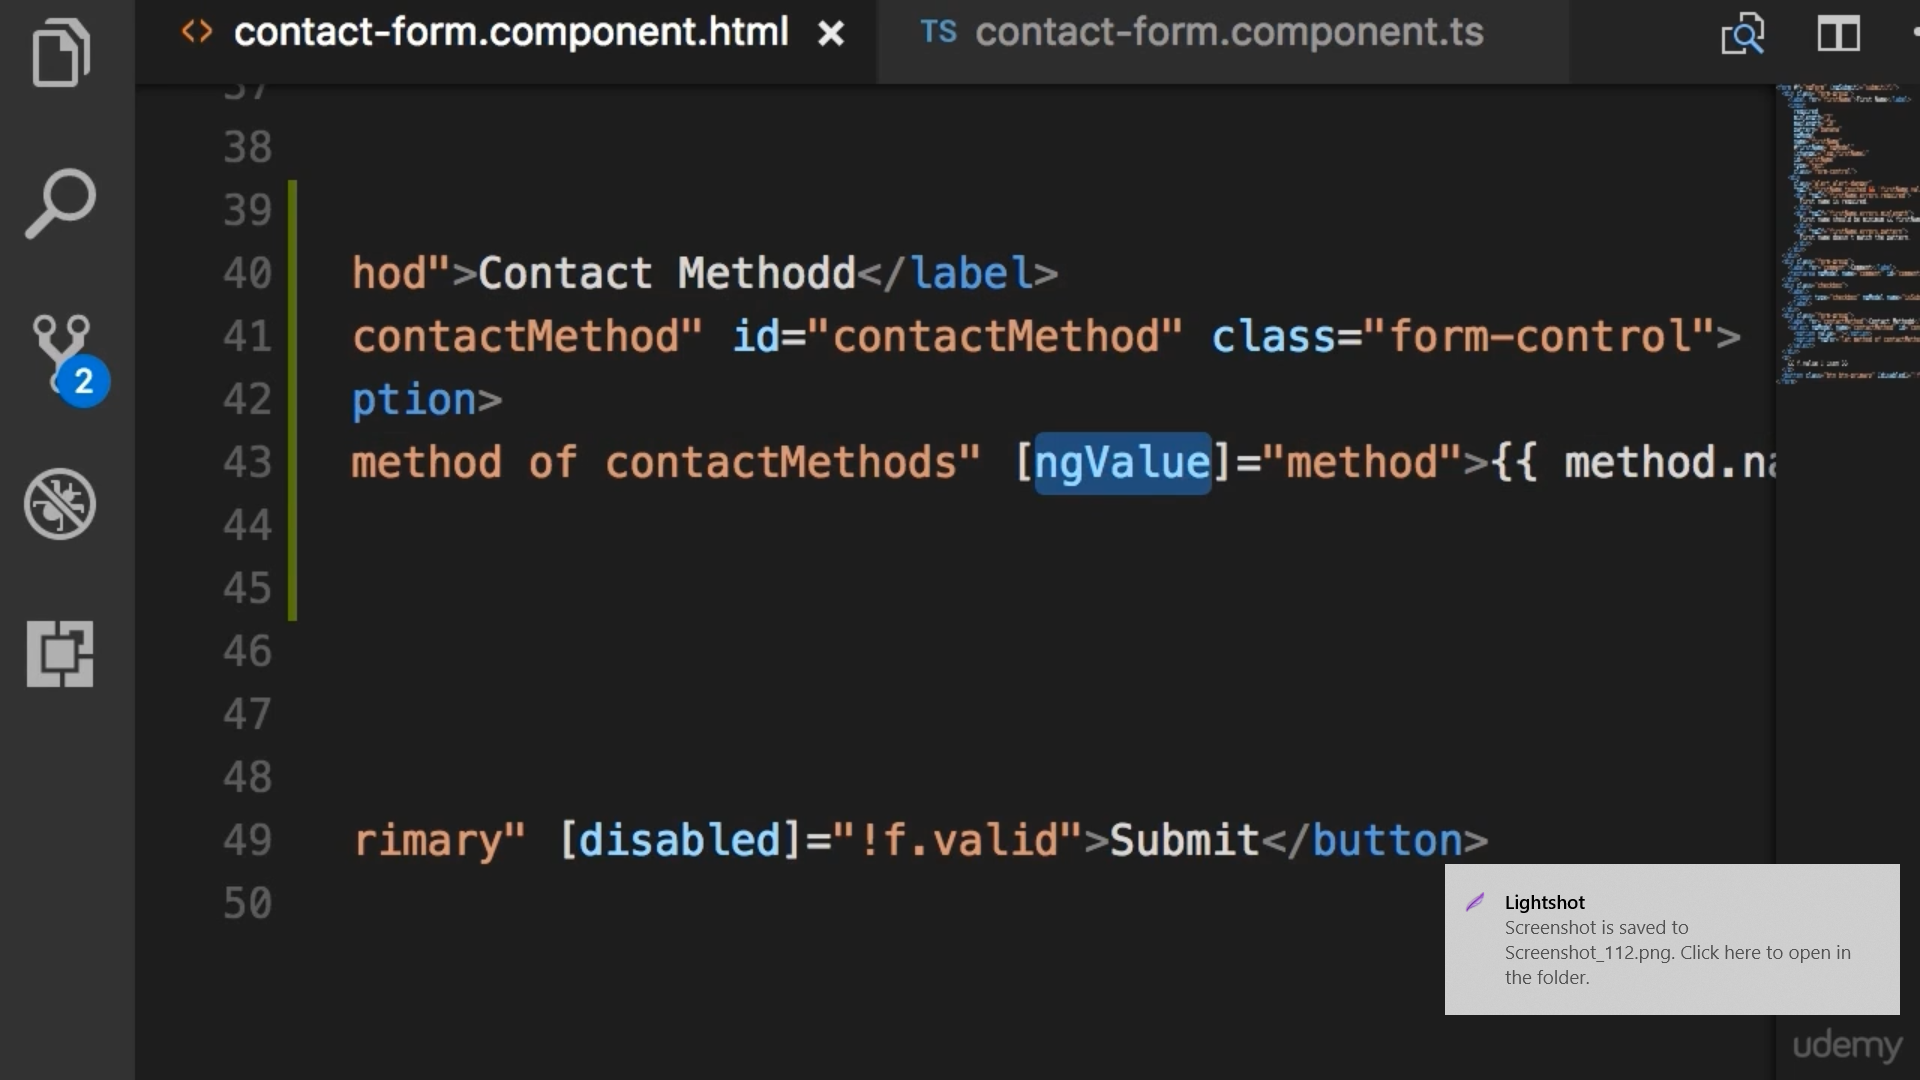 contact-form.component.html
TS contact-form.component.ts
37
38
39
40 hod">Contact Methodd</label>
41 contactMethod" id="contactMethod" class="form-control">
42 ption>
43 method of contactMethods" [ngValue]="method">{{ method.na
44
45
46
47
48
49 rimary" [disabled]="!f.valid">Submit</button>
50
2
Lightshot
Screenshot is saved to
Screenshot_112.png. Click here to open in
the folder.
udemy